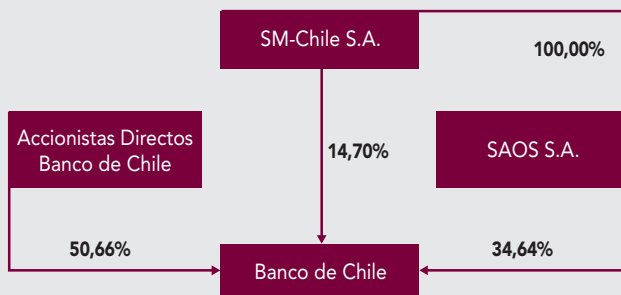 SM-Chile S.A.
100,00%
Accionistas Directos
Banco de Chile
14,70%
SAOS S.A.
50,66%
34,64%
Banco de Chile